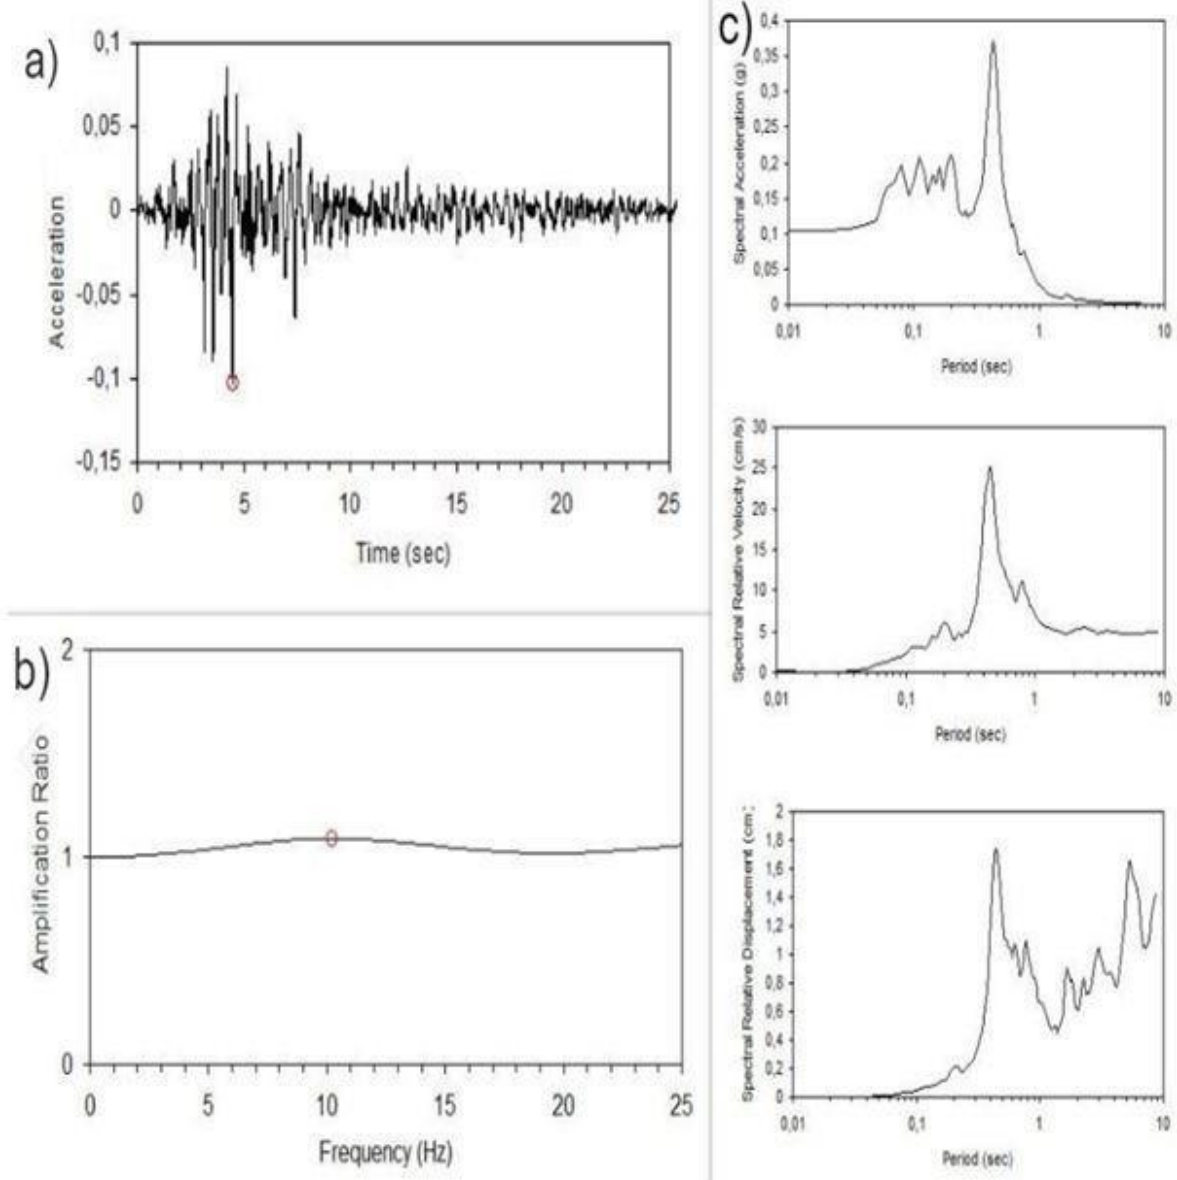 a)
Acceleration
0,1
0,05
0
-0,05
-0,1
-0,15
0 5 10 15 20 25
Time (sec)
b)
Amplification Ratio
2
1
0
0 5 10 15 20 25
Frequency (Hz)
c)
Spectral Acceleration (g)
0,4
0,35
0,3
0,25
0,2
0,15
0,1
0,05
0
0,01 0,1 1 10
Period (sec)
Spectral Relative Velocity (cm/s)
30
25
20
15
10
5
0
0,01 0,1 1 10
Period (sec)
Spectral Relative Displacement (cm;
2
1,8
1,6
1,4
1,2
1
0,8
0,6
0,4
0,2
0
0,01 0,1 1 10
Period (sec)